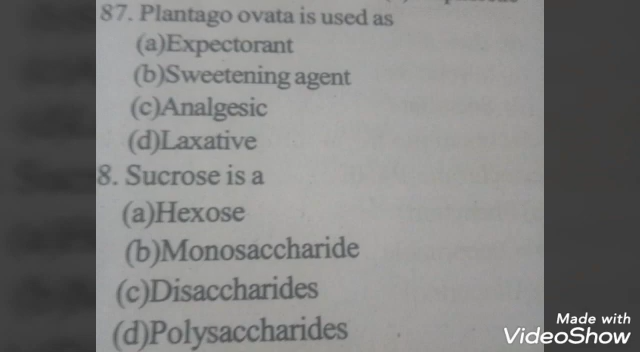 87. Plantago ovata is used as
(a)Expectorant
(b)Sweetening agent
(c)Analgesic
(d)Laxative
8. Sucrose is a
(a)Hexose
(b)Monosaccharide
(c)Disaccharides
(d)Polysaccharides
Made with
VideoShow